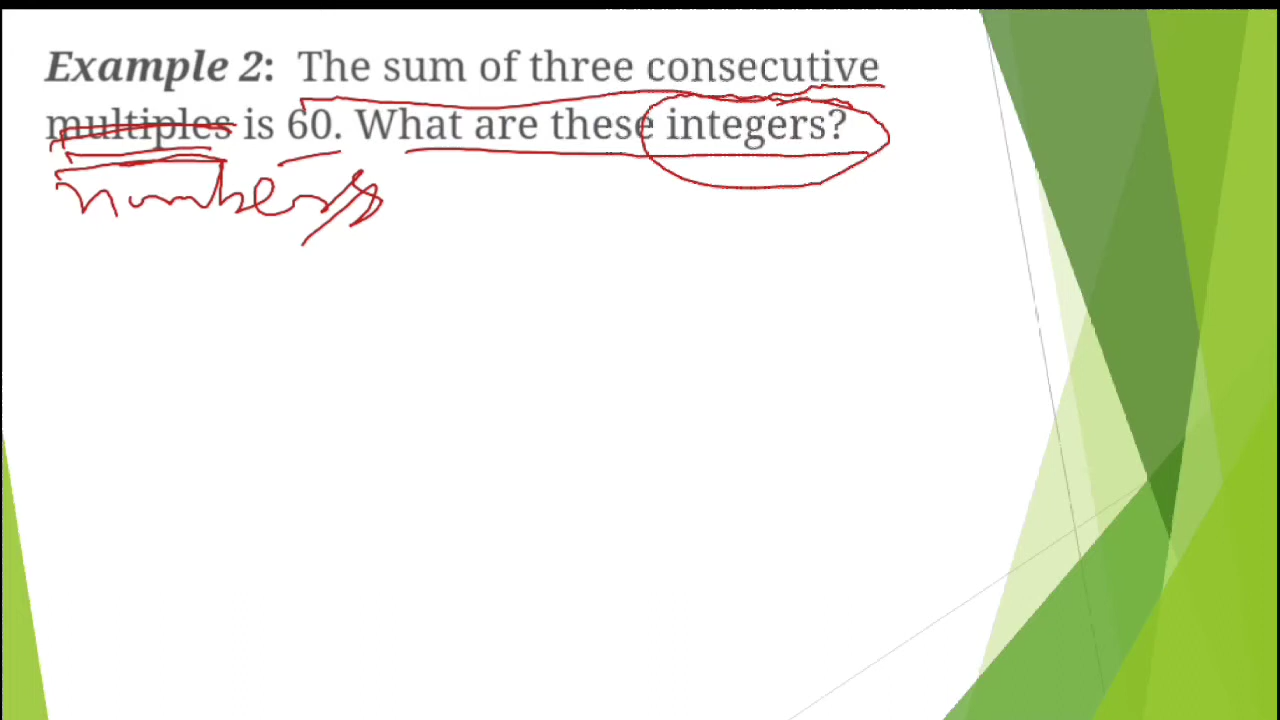 Example 2: The sum of three consecutive
multiples is 60. What are these integers?
numbers